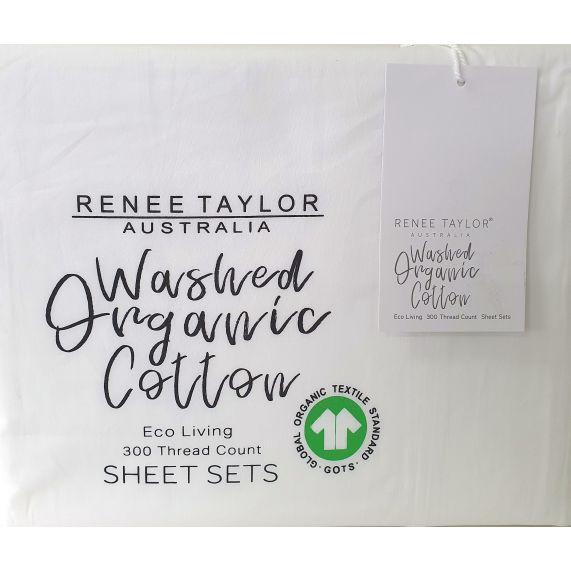 RENEE TAYLOR
AUSTRALIA
Washed
Organic
Cotton
Eco Living
300 Thread Count
SHEET SETS
GLOBAL ORGANIC TEXTILE STANDARD
· GOTS ·
RENEE TAYLOR®
AUSTRALIA
Washed
Organic
Cotton
Eco Living 300 Thread Count Sheet Sets